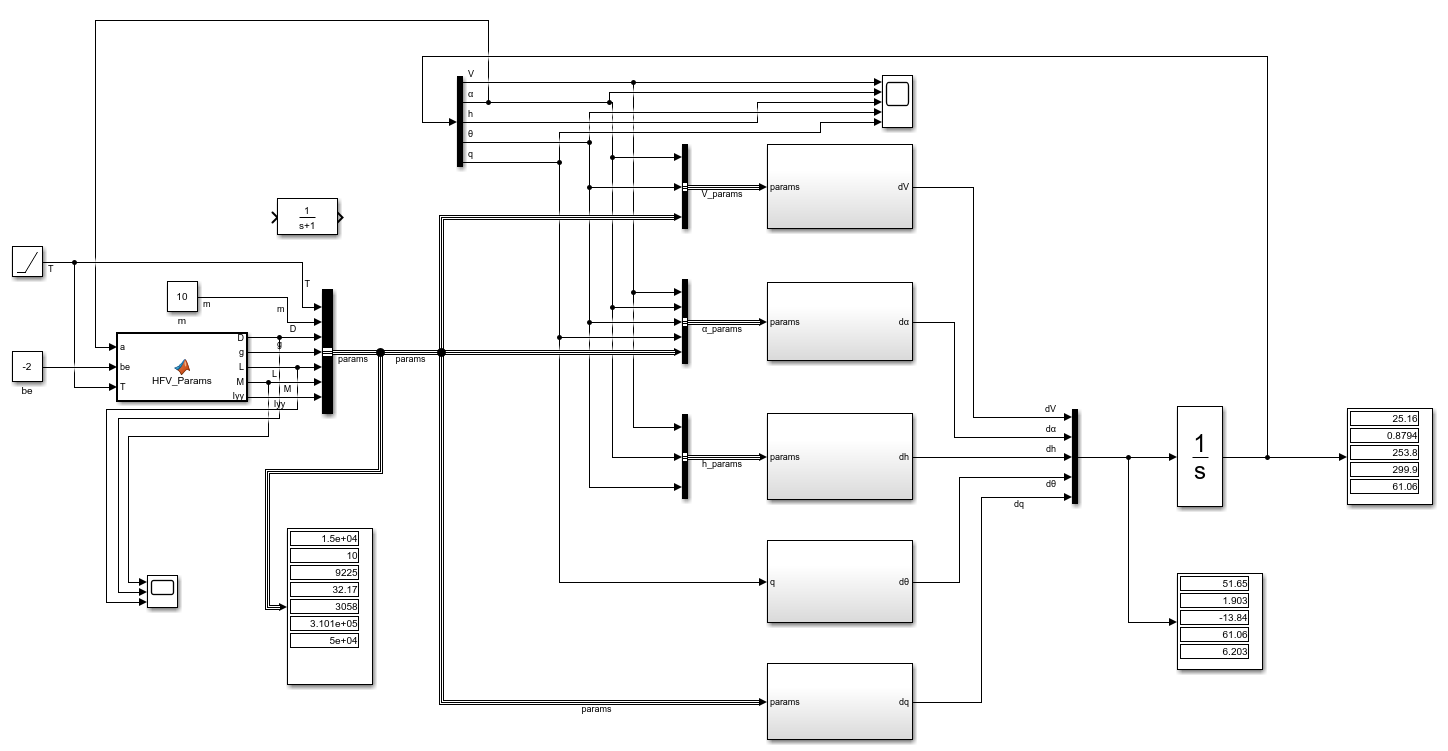 V
α
h
θ
q
params
dV
V_params
1
s+1
T
T
10
m
m
m
D
D
a
g
g
params
params
params
dα
α_params
-2
be
be
L
L
HFV_Params
M
M
T
Iyy
Iyy
dV
dα
dh
dθ
dq
params
dh
h_params
1
s
25.16
0.8794
253.8
299.9
61.06
1.5e+04
10
9225
32.17
3058
3.101e+05
5e+04
q
dθ
51.65
1.903
-13.84
61.06
6.203
params
params
dq